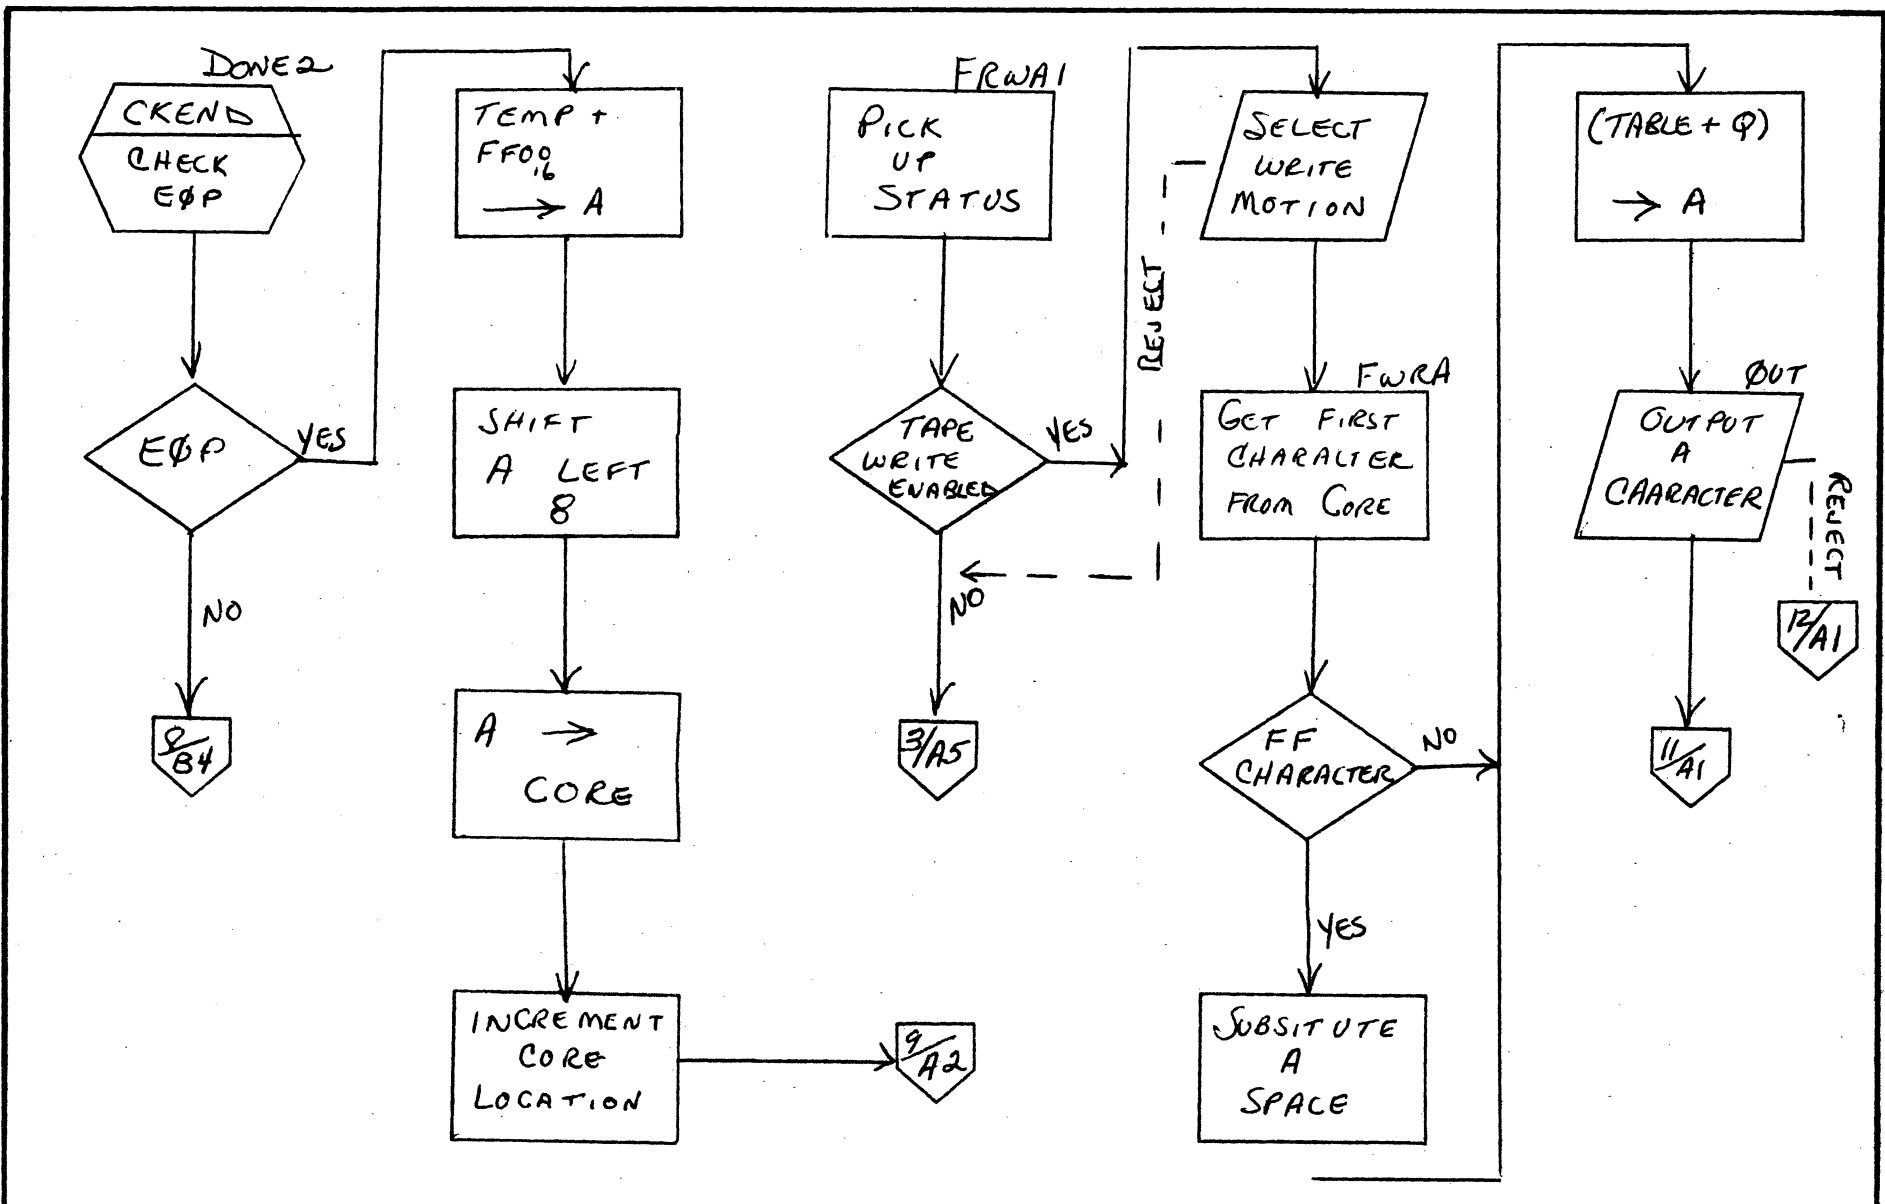 DONE2
CKEND
CHECK
EØP
EØP
YES
NO
8/B4
TEMP +
FF00
16
→ A
SHIFT
A LEFT
8
A →
CORE
INCREMENT
CORE
LOCATION
9/A2
FRWA1
PICK
UP
STATUS
TAPE
WRITE
ENABLED
YES
NO
3/A5
REJECT
SELECT
WRITE
MOTION
FWRA
GET FIRST
CHARACTER
FROM CORE
FF
CHARACTER
NO
YES
SUBSITUTE
A
SPACE
(TABLE + Q)
→ A
ØUT
OUTPUT
A
CAARACTER
REJECT
12/A1
11/A1